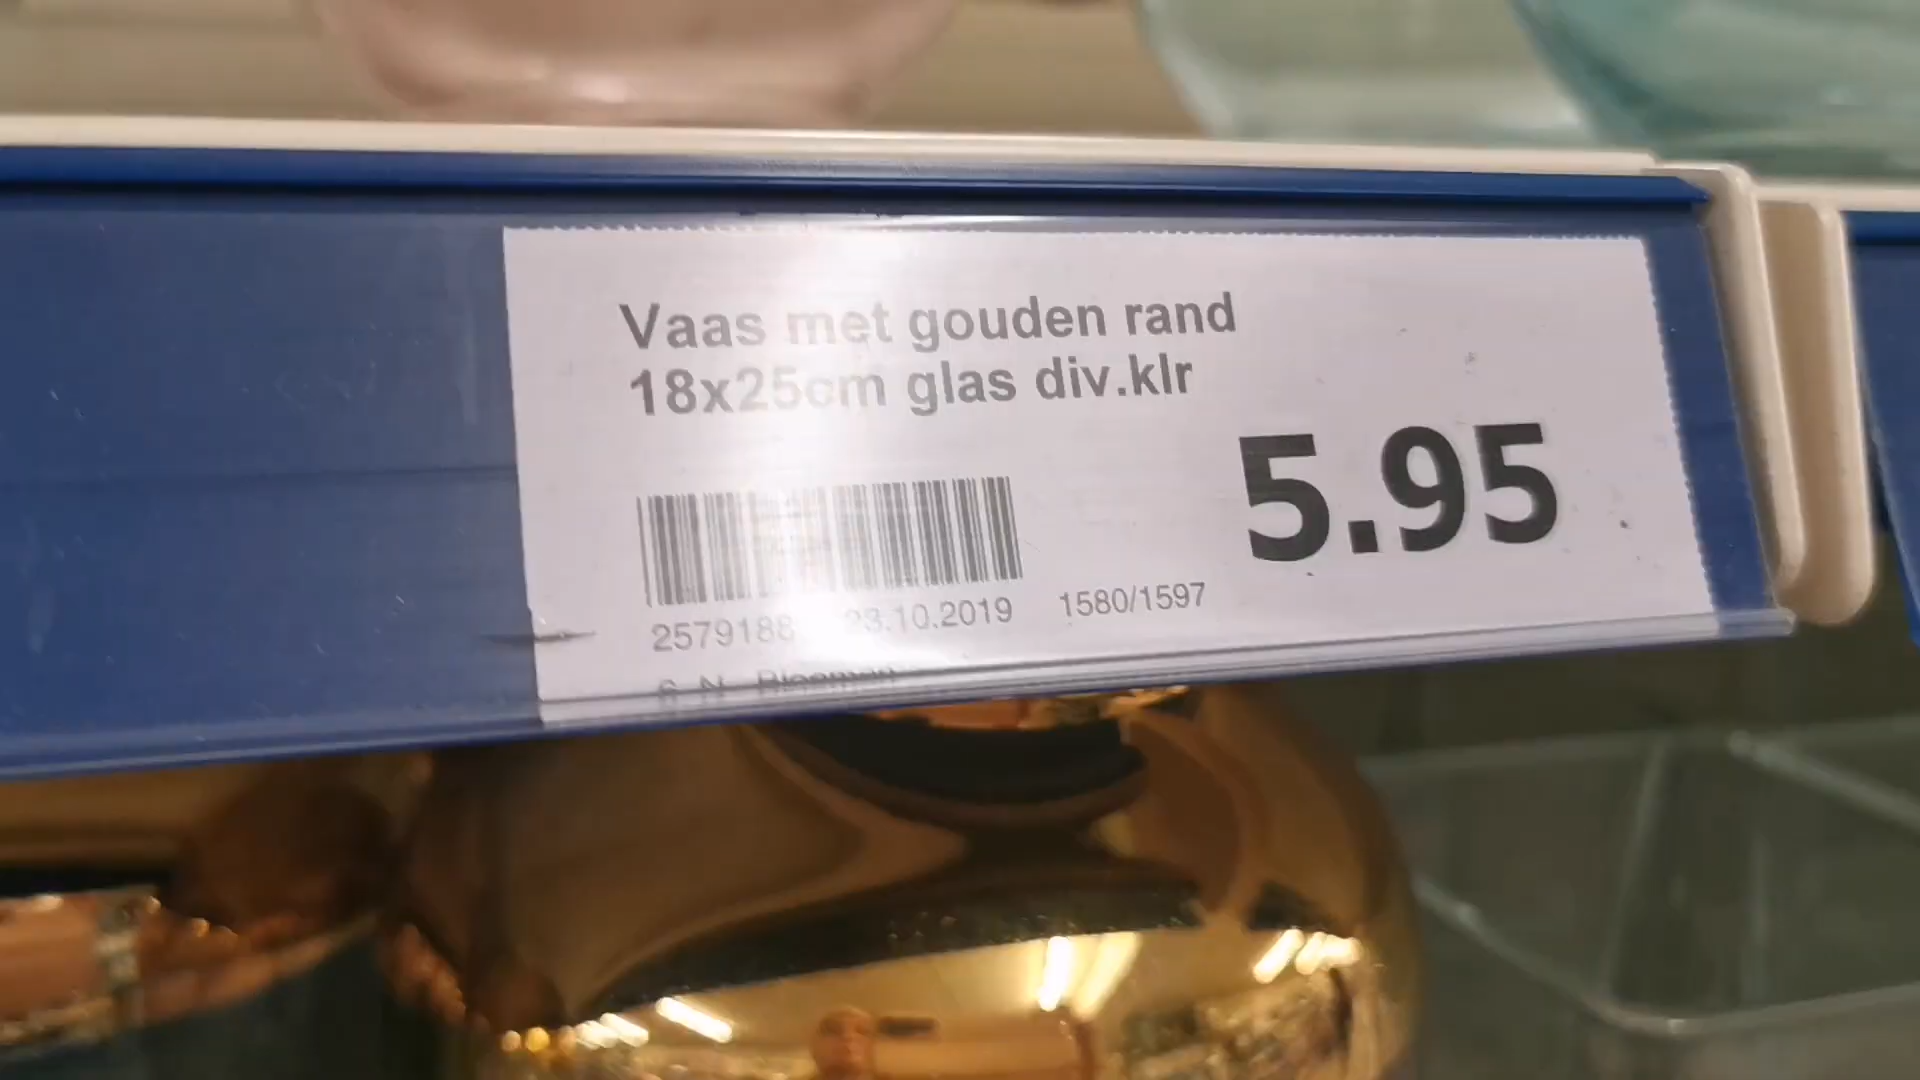 Vaas met gouden rand
18x25cm glas div.klr
5.95
2579188 23.10.2019 1580/1597